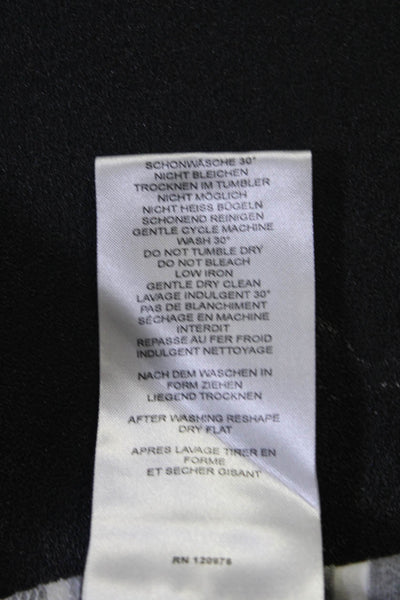 SCHONWÄSCHE 30°
NICHT BLEICHEN
TROCKNEN IM TUMBLER
NICHT MÖGLICH
NICHT HEISS BÜGELN
SCHONEND REINIGEN
GENTLE CYCLE MACHINE
WASH 30°
DO NOT TUMBLE DRY
DO NOT BLEACH
LOW IRON
GENTLE DRY CLEAN
LAVAGE INDULGENT 30°
PAS DE BLANCHIMENT
SÉCHAGE EN MACHINE
INTERDIT
REPASSE AU FER FROID
INDULGENT NETTOYAGE
NACH DEM WASCHEN IN
FORM ZIEHEN
LIEGEND TROCKNEN
AFTER WASHING RESHAPE
DRY FLAT
APRES LAVAGE TIRER EN
FORME
ET SECHER GISANT
RN 120978